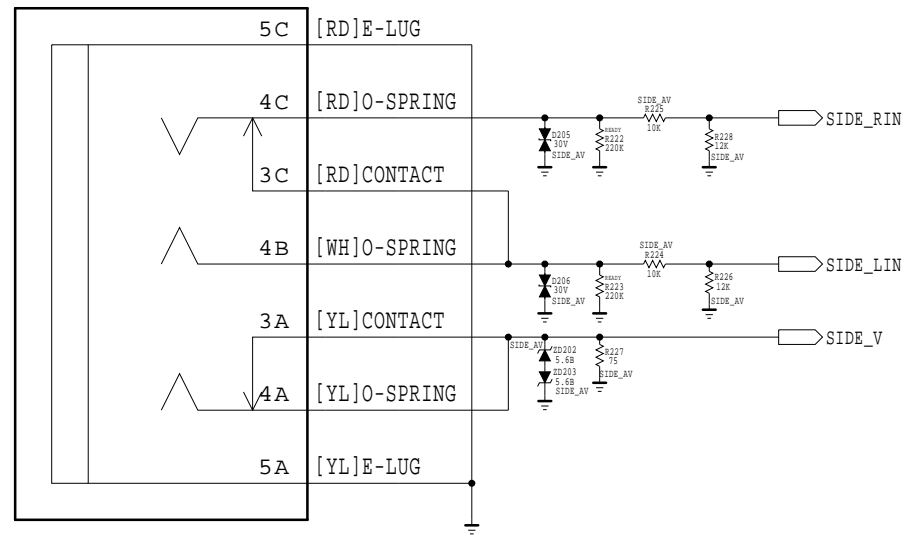 5C [RD]E-LUG
4C [RD]O-SPRING
SIDE_AV
R225
10K
SIDE_RIN
D205
30V
SIDE_AV
READY
R222
220K
R228
12K
SIDE_AV
3C [RD]CONTACT
4B [WH]O-SPRING
SIDE_AV
R224
10K
SIDE_LIN
D206
30V
SIDE_AV
READY
R223
220K
R226
12K
SIDE_AV
3A [YL]CONTACT
SIDE_V
SIDE_AV
ZD202
5.6B
ZD203
5.6B
SIDE_AV
R227
75
SIDE_AV
4A [YL]O-SPRING
5A [YL]E-LUG